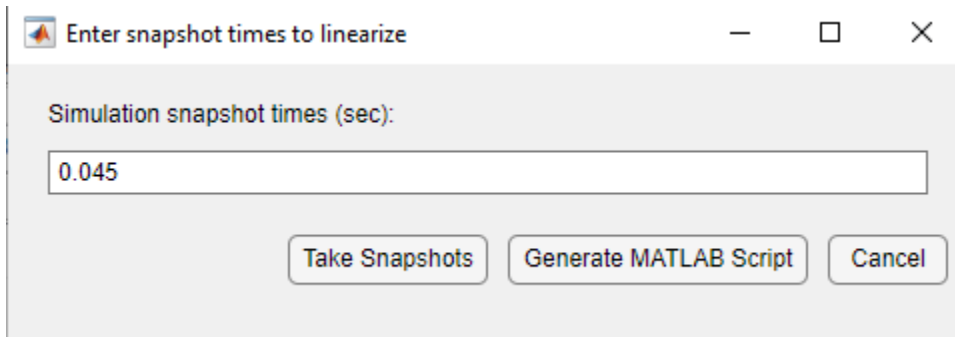 Enter snapshot times to linearize
Simulation snapshot times (sec):
0.045
Take Snapshots Generate MATLAB Script Cancel